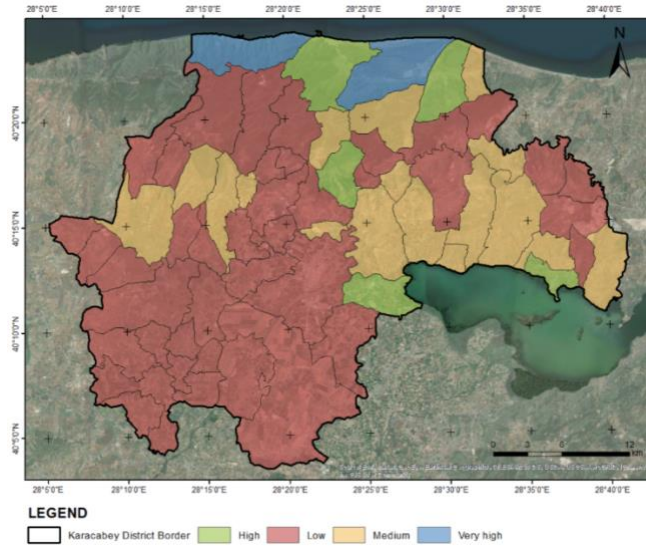 28°5'0"E 28°10'0"E 28°15'0"E 28°20'0"E 28°25'0"E 28°30'0"E 28°35'0"E 28°40'0"E
N
40°20'0"N
40°15'0"N
40°10'0"N
40°5'0"N
0 3 6 12
km
28°5'0"E 28°10'0"E 28°15'0"E 28°20'0"E 28°25'0"E 28°30'0"E 28°35'0"E 28°40'0"E
LEGEND
Karacabey District Border High Low Medium Very high